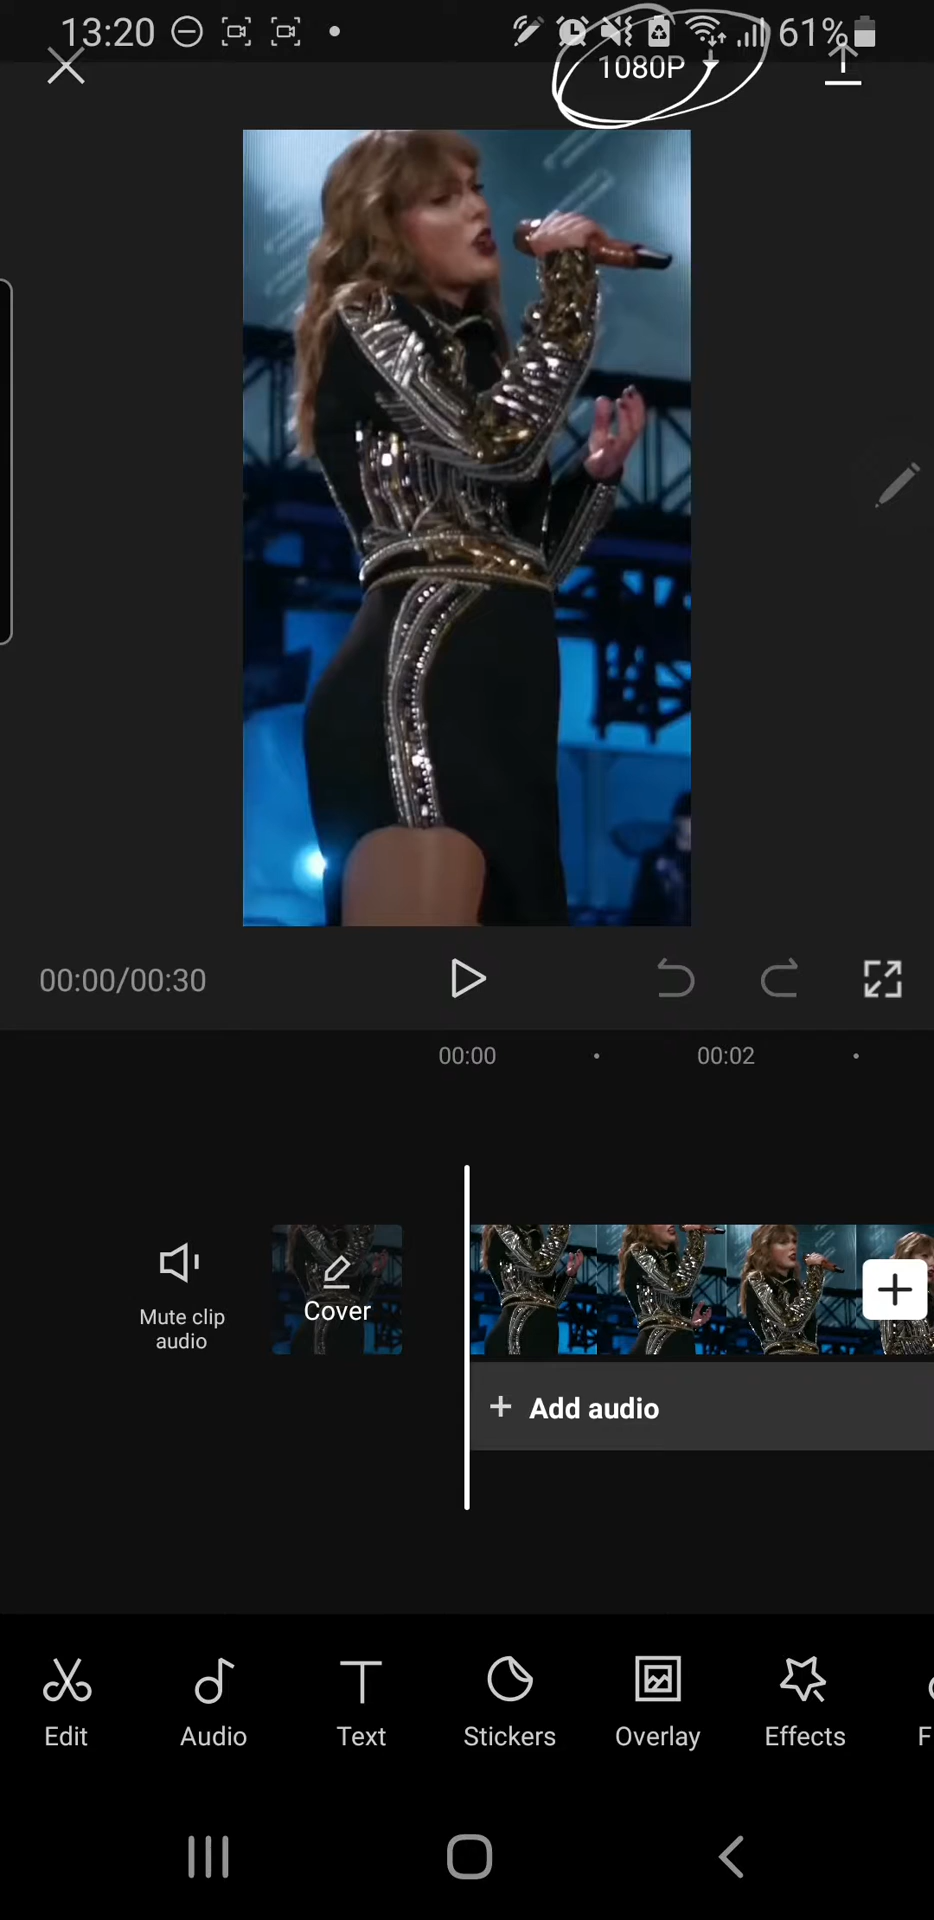 13:20
61%
1080P
00:00/00:30
00:00
00:02
Mute clip
audio
Cover
+ Add audio
Edit
Audio
Text
Stickers
Overlay
Effects
F